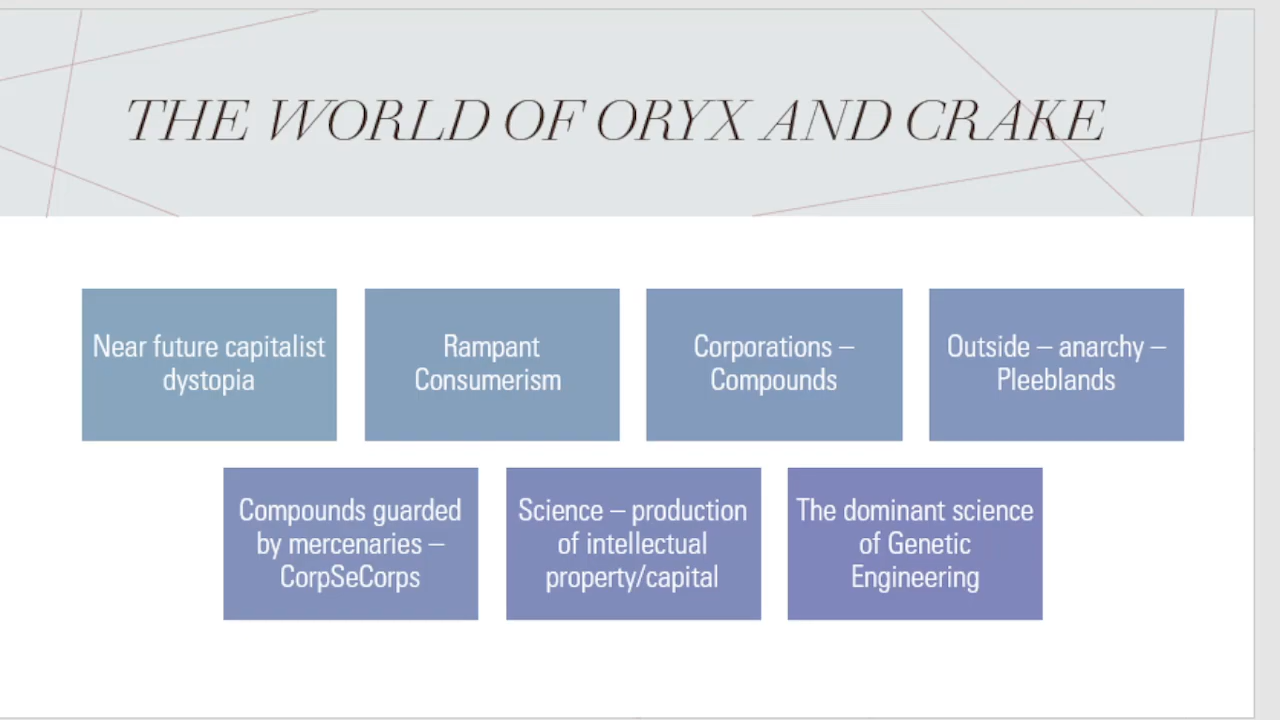 THE WORLD OF ORYX AND CRAKE
Near future capitalist
dystopia
Rampant
Consumerism
Corporations –
Compounds
Outside – anarchy –
Pleeblands
Compounds guarded
by mercenaries –
CorpSeCorps
Science – production
of intellectual
property/capital
The dominant science
of Genetic
Engineering